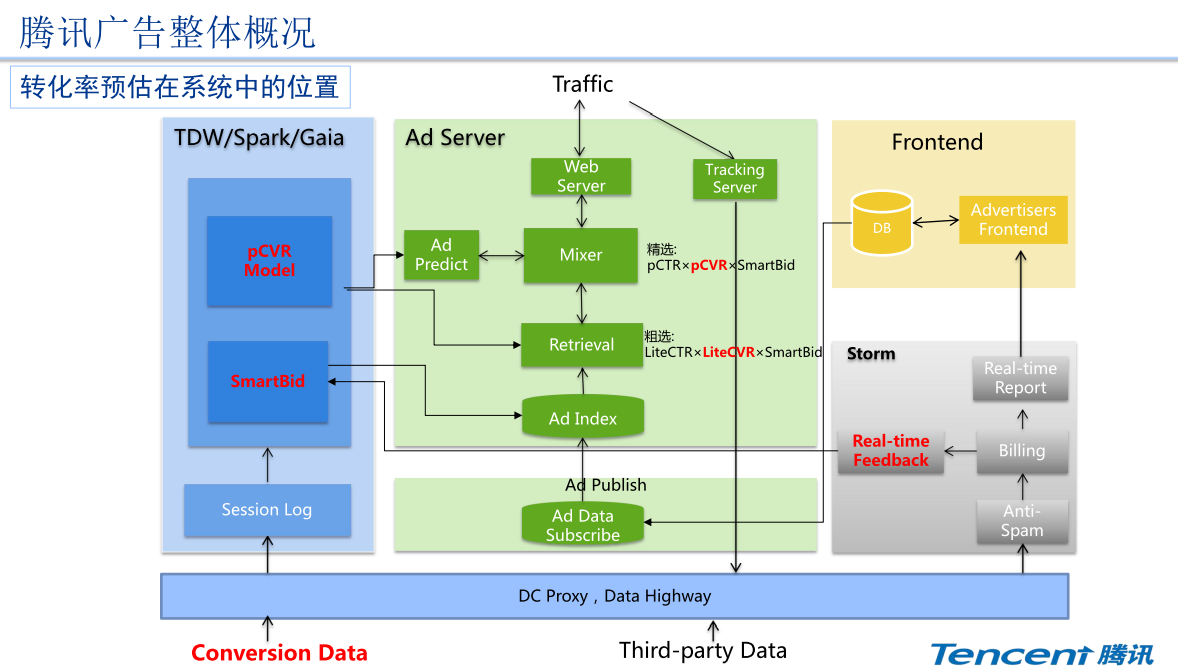 腾讯广告整体概况
转化率预估在系统中的位置
Traffic
TDW/Spark/Gaia
Ad Server
Frontend
Web
Server
Tracking
Server
pCVR
Model
Ad
Predict
Mixer
精选:
pCTR×pCVR×SmartBid
DB
Advertisers
Frontend
Retrieval
粗选:
LiteCTR×LiteCVR×SmartBid
Storm
SmartBid
Real-time
Report
Ad Index
Real-time
Feedback
Billing
Ad Publish
Session Log
Ad Data
Subscribe
Anti-
Spam
DC Proxy，Data Highway
Conversion Data
Third-party Data
Tencent 腾讯